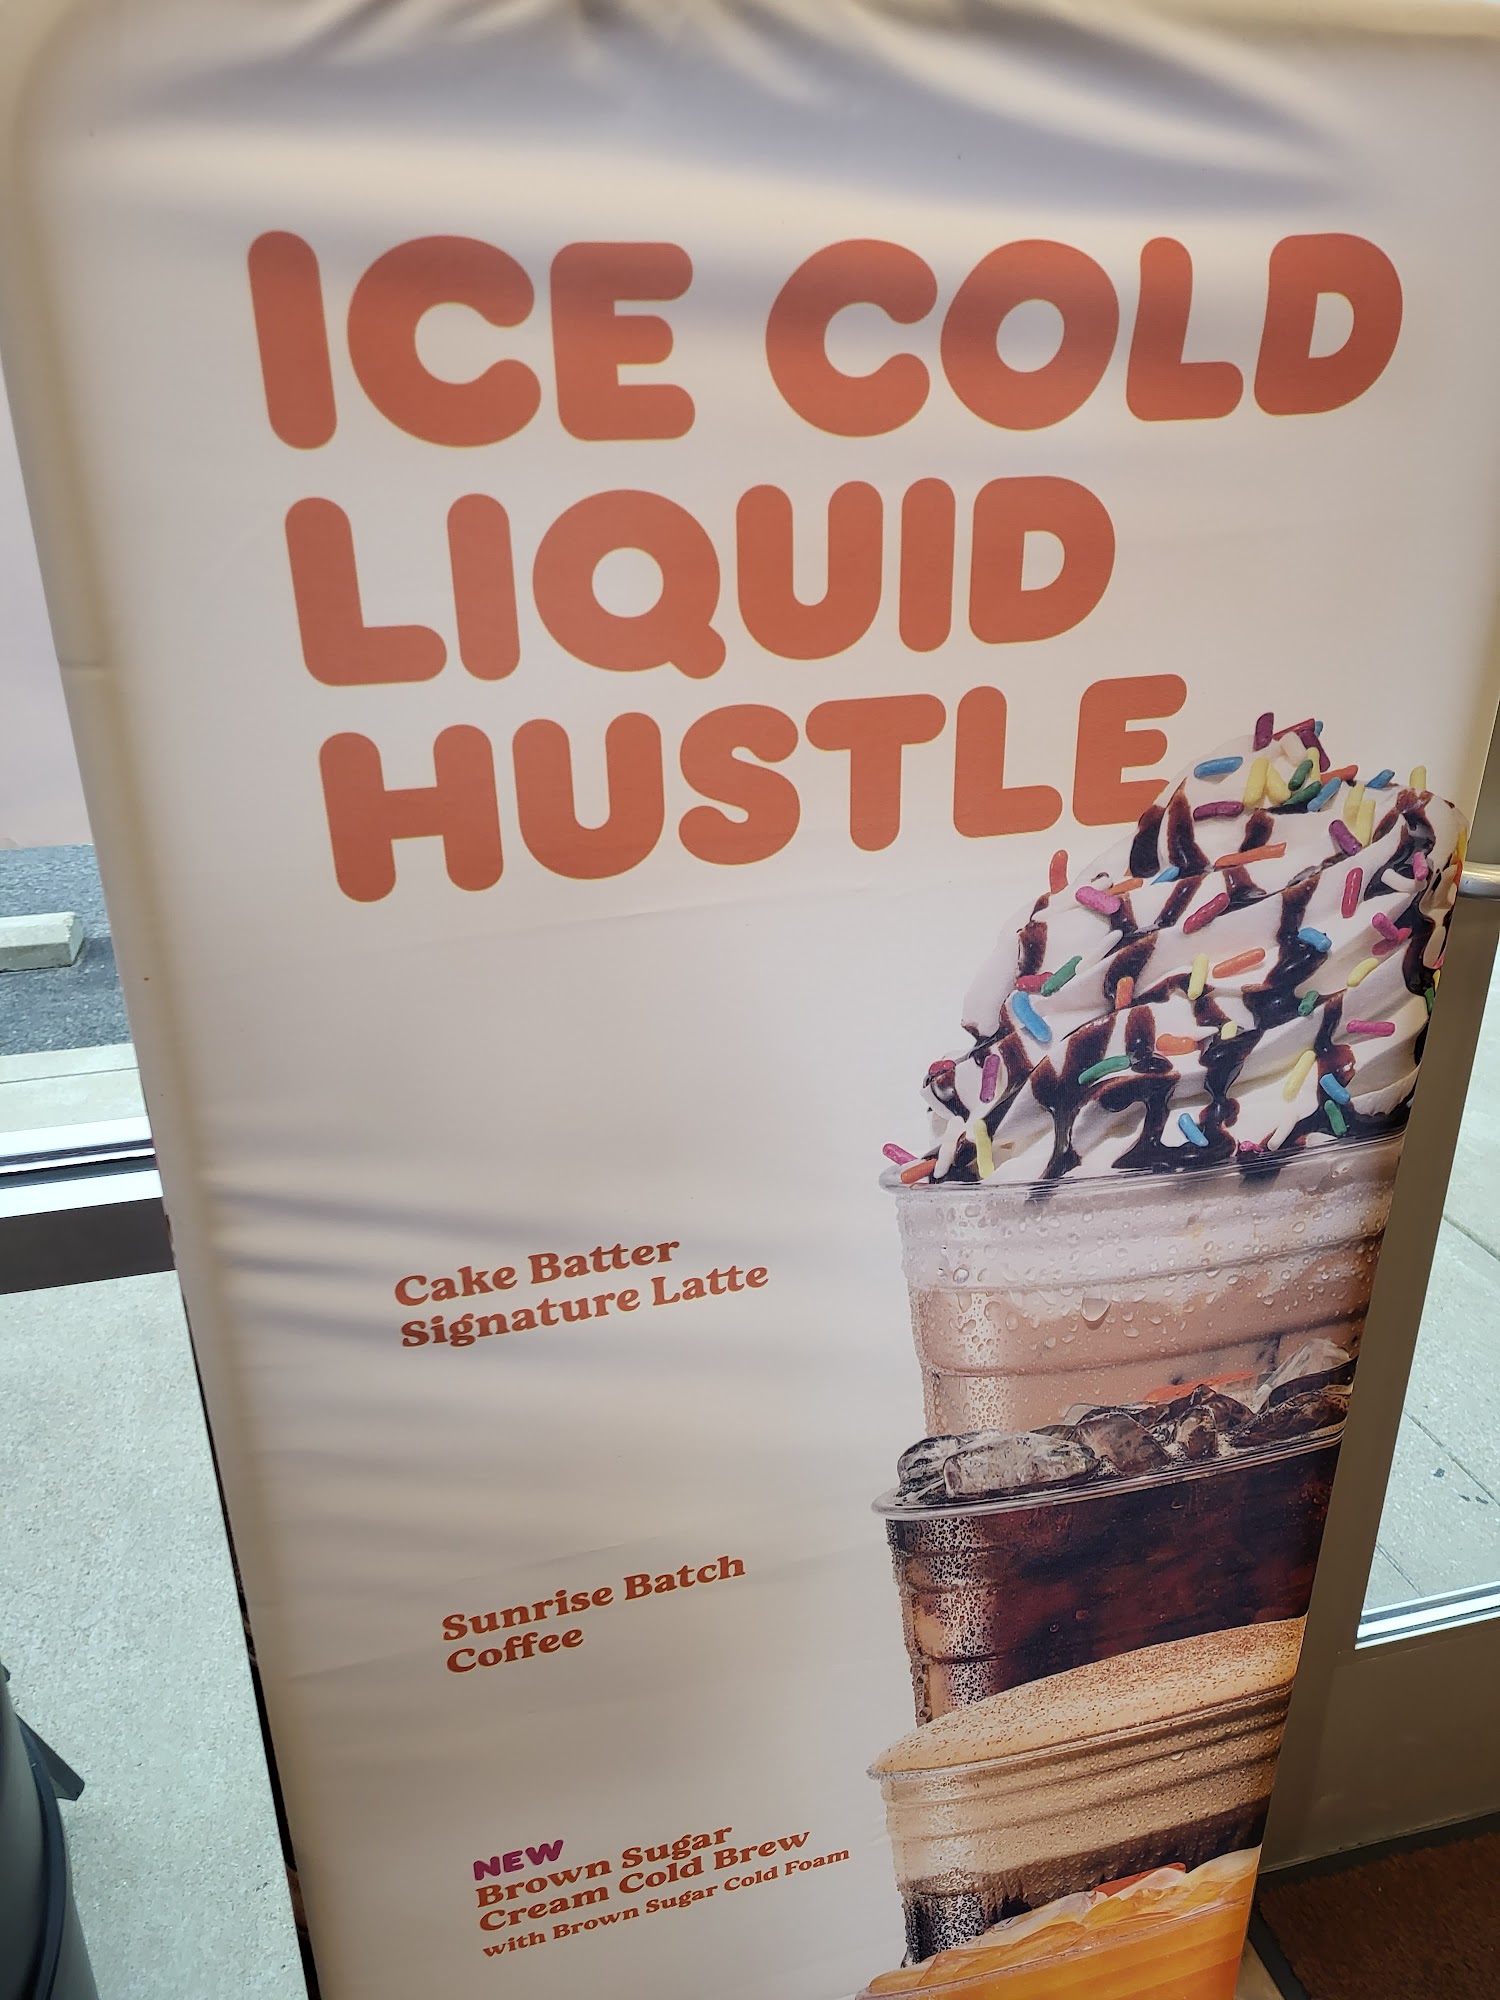 ICE COLD
LIQUID
HUSTLE
Cake Batter
Signature Latte
Sunrise Batch
Coffee
NEW
Brown Sugar
Cream Cold Brew
with Brown Sugar Cold Foam